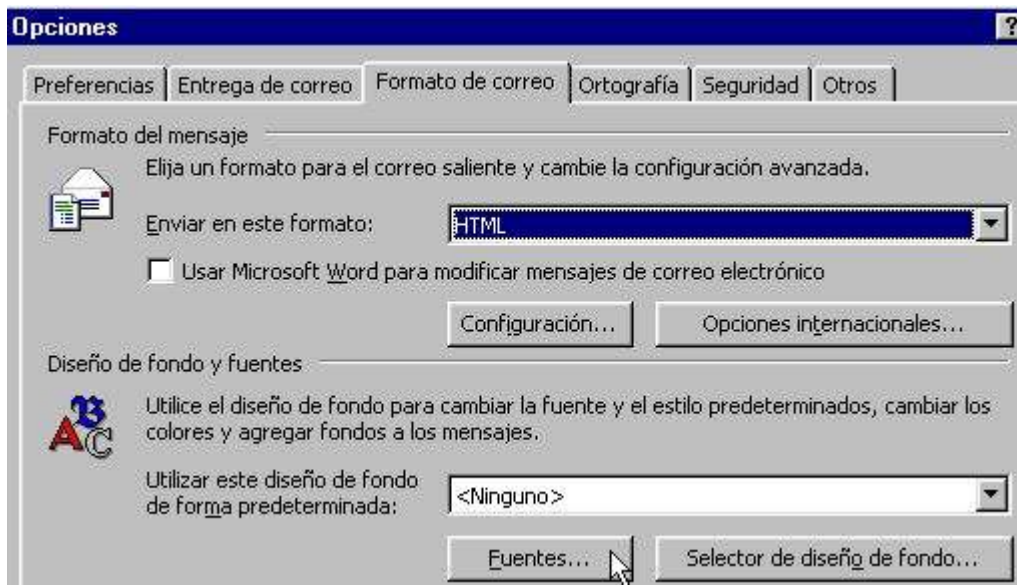 Opciones
?
Preferencias Entrega de correo Formato de correo Ortografía Seguridad Otros
Formato del mensaje
Elija un formato para el correo saliente y cambie la configuración avanzada.
Enviar en este formato: HTML
Usar Microsoft Word para modificar mensajes de correo electrónico
Configuración... Opciones internacionales...
Diseño de fondo y fuentes
Utilice el diseño de fondo para cambiar la fuente y el estilo predeterminados, cambiar los
colores y agregar fondos a los mensajes.
Utilizar este diseño de fondo
de forma predeterminada: <Ninguno>
Fuentes... Selector de diseño de fondo...